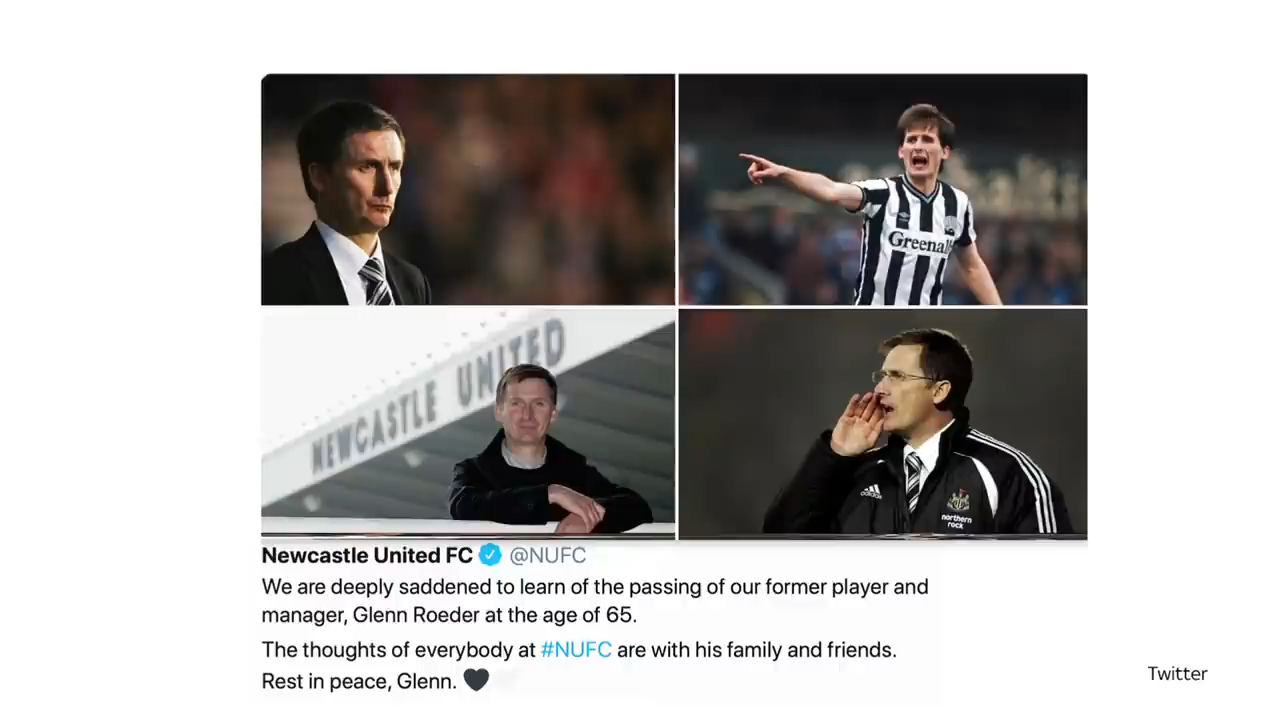 Greenall
NEWCASTLE UNITED
adidas
northern
rock
Newcastle United FC @NUFC
We are deeply saddened to learn of the passing of our former player and
manager, Glenn Roeder at the age of 65.
The thoughts of everybody at #NUFC are with his family and friends.
Rest in peace, Glenn. 🖤
Twitter